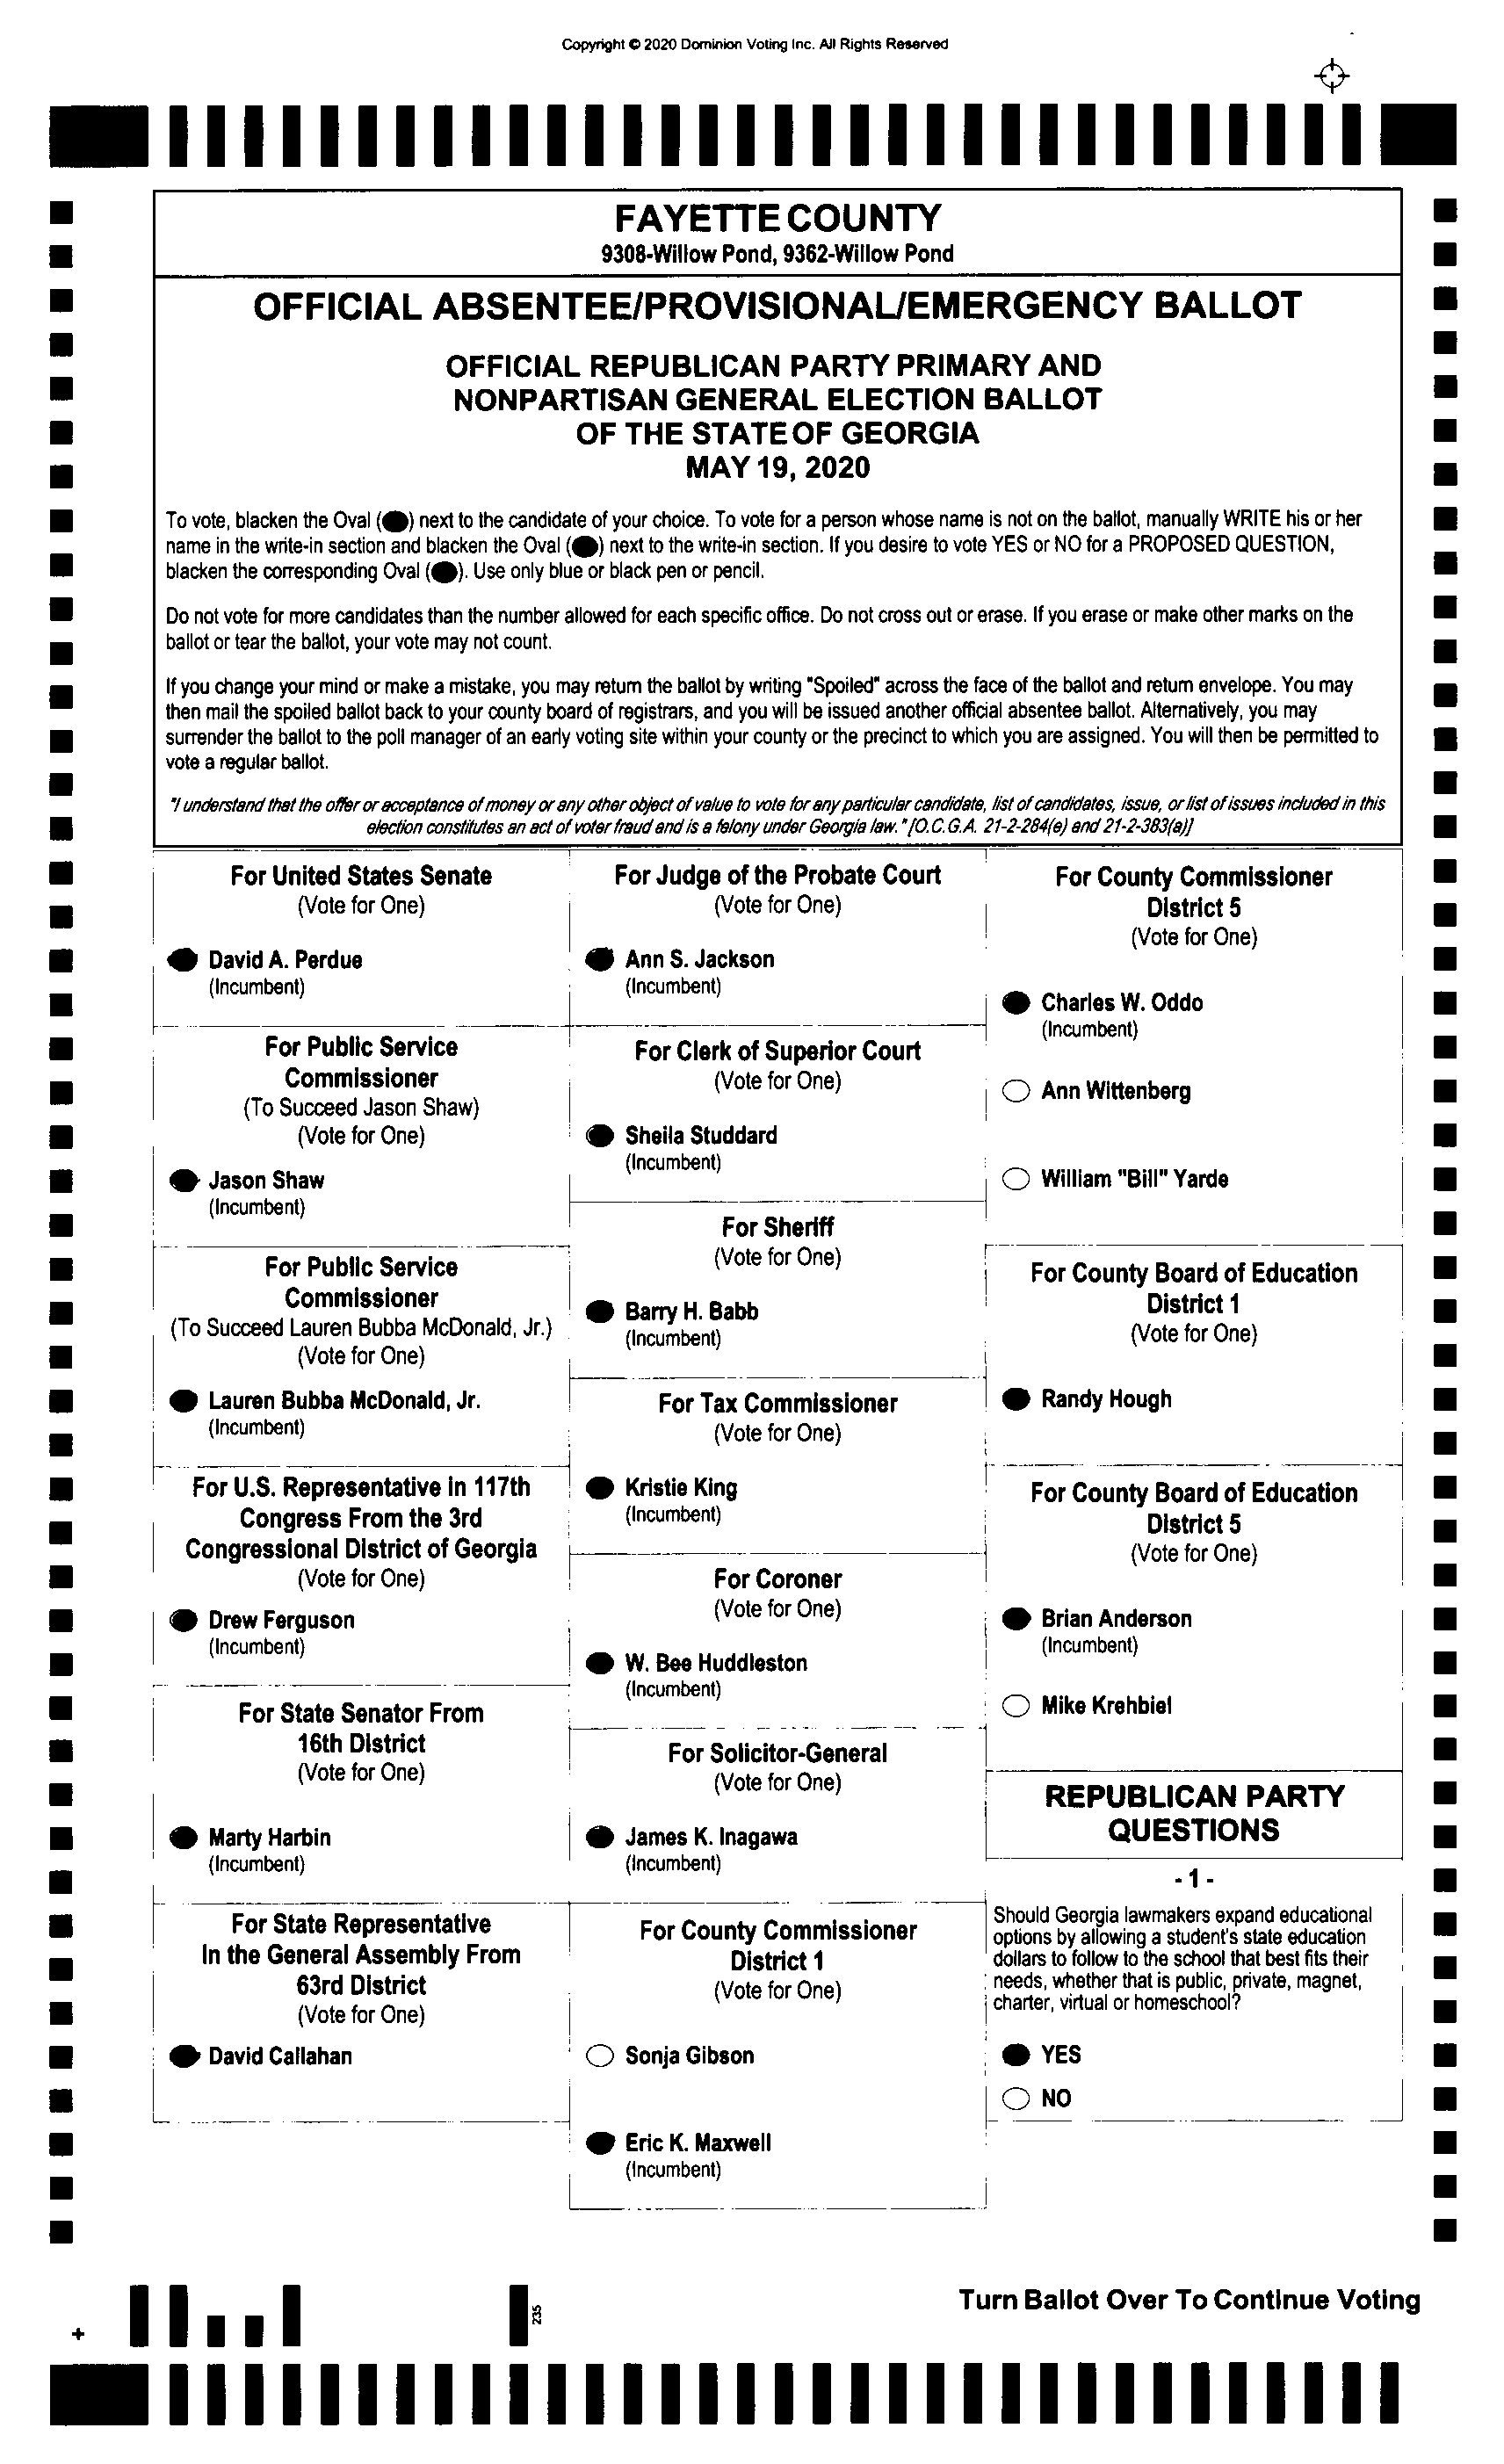 Copyright © 2020 Dominion Voting Inc. All Rights Reserved
FAYETTE COUNTY
9308-Willow Pond, 9362-Willow Pond
OFFICIAL ABSENTEE/PROVISIONAL/EMERGENCY BALLOT
OFFICIAL REPUBLICAN PARTY PRIMARY AND
NONPARTISAN GENERAL ELECTION BALLOT
OF THE STATE OF GEORGIA
MAY 19, 2020
To vote, blacken the Oval (●) next to the candidate of your choice. To vote for a person whose name is not on the ballot, manually WRITE his or her
name in the write-in section and blacken the Oval (●) next to the write-in section. If you desire to vote YES or NO for a PROPOSED QUESTION,
blacken the corresponding Oval (●). Use only blue or black pen or pencil.
Do not vote for more candidates than the number allowed for each specific office. Do not cross out or erase. If you erase or make other marks on the
ballot or tear the ballot, your vote may not count.
If you change your mind or make a mistake, you may return the ballot by writing "Spoiled" across the face of the ballot and return envelope. You may
then mail the spoiled ballot back to your county board of registrars, and you will be issued another official absentee ballot. Alternatively, you may
surrender the ballot to the poll manager of an early voting site within your county or the precinct to which you are assigned. You will then be permitted to
vote a regular ballot.
"I understand that the offer or acceptance of money or any other object of value to vote for any particular candidate, list of candidates, issue, or list of issues included in this
election constitutes an act of voter fraud and is a felony under Georgia law." [O.C.G.A. 21-2-284(e) and 21-2-383(a)]
For United States Senate
(Vote for One)
David A. Perdue
(Incumbent)
For Public Service
Commissioner
(To Succeed Jason Shaw)
(Vote for One)
Jason Shaw
(Incumbent)
For Public Service
Commissioner
(To Succeed Lauren Bubba McDonald, Jr.)
(Vote for One)
Lauren Bubba McDonald, Jr.
(Incumbent)
For U.S. Representative in 117th
Congress From the 3rd
Congressional District of Georgia
(Vote for One)
Drew Ferguson
(Incumbent)
For State Senator From
16th District
(Vote for One)
Marty Harbin
(Incumbent)
For State Representative
In the General Assembly From
63rd District
(Vote for One)
David Callahan
For Judge of the Probate Court
(Vote for One)
Ann S. Jackson
(Incumbent)
For Clerk of Superior Court
(Vote for One)
Sheila Studdard
(Incumbent)
For Sheriff
(Vote for One)
Barry H. Babb
(Incumbent)
For Tax Commissioner
(Vote for One)
Kristie King
(Incumbent)
For Coroner
(Vote for One)
W. Bee Huddleston
(Incumbent)
For Solicitor-General
(Vote for One)
James K. Inagawa
(Incumbent)
For County Commissioner
District 1
(Vote for One)
Sonja Gibson
Eric K. Maxwell
(Incumbent)
For County Commissioner
District 5
(Vote for One)
Charles W. Oddo
(Incumbent)
Ann Wittenberg
William "Bill" Yarde
For County Board of Education
District 1
(Vote for One)
Randy Hough
For County Board of Education
District 5
(Vote for One)
Brian Anderson
(Incumbent)
Mike Krehbiel
REPUBLICAN PARTY
QUESTIONS
- 1 -
Should Georgia lawmakers expand educational
options by allowing a student's state education
dollars to follow to the school that best fits their
needs, whether that is public, private, magnet,
charter, virtual or homeschool?
YES
NO
Turn Ballot Over To Continue Voting
235